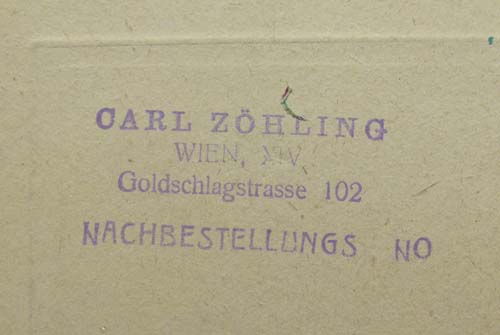 CARL ZÖHLING
WIEN, XIV
Goldschlagstrasse 102
NACHBESTELLUNGS NO